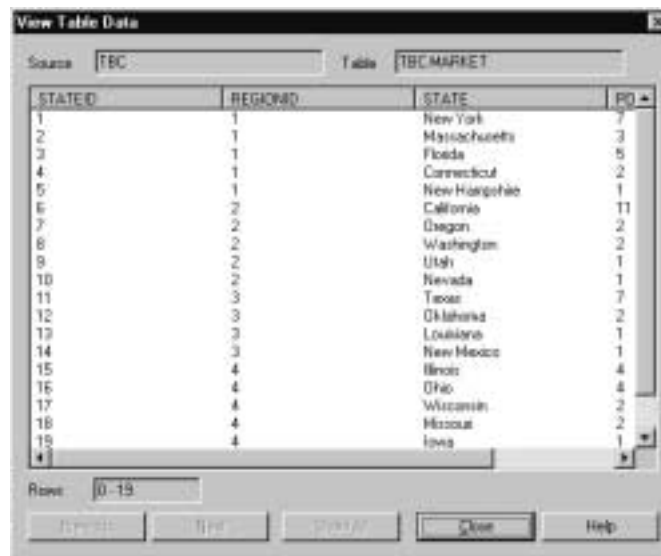 View Table Data
Source TBC Table TBC.MARKET
STATEID REGIONID STATE PO
1 1 New York 7
2 1 Massachusetts 3
3 1 Florida 5
4 1 Connecticut 2
5 1 New Hampshire 1
6 2 California 11
7 2 Oregon 2
8 2 Washington 2
9 2 Utah 1
10 2 Nevada 1
11 3 Texas 7
12 3 Oklahoma 2
13 3 Louisiana 1
14 3 New Mexico 1
15 4 Illinois 4
16 4 Ohio 4
17 4 Wisconsin 2
18 4 Missouri 2
19 4 Iowa 1
Rows 0 - 19
Close Help